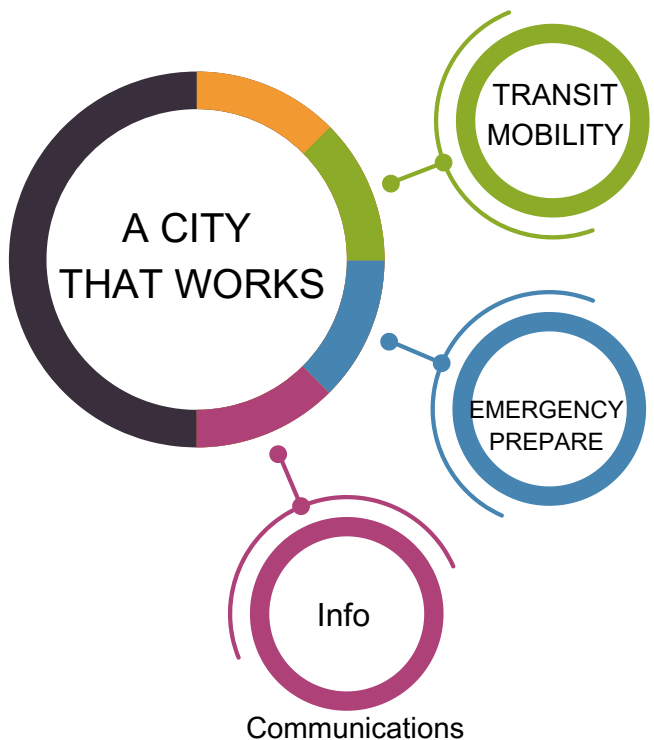 TRANSIT
MOBILITY
A CITY
THAT WORKS
EMERGENCY
PREPARE
Info
Communications